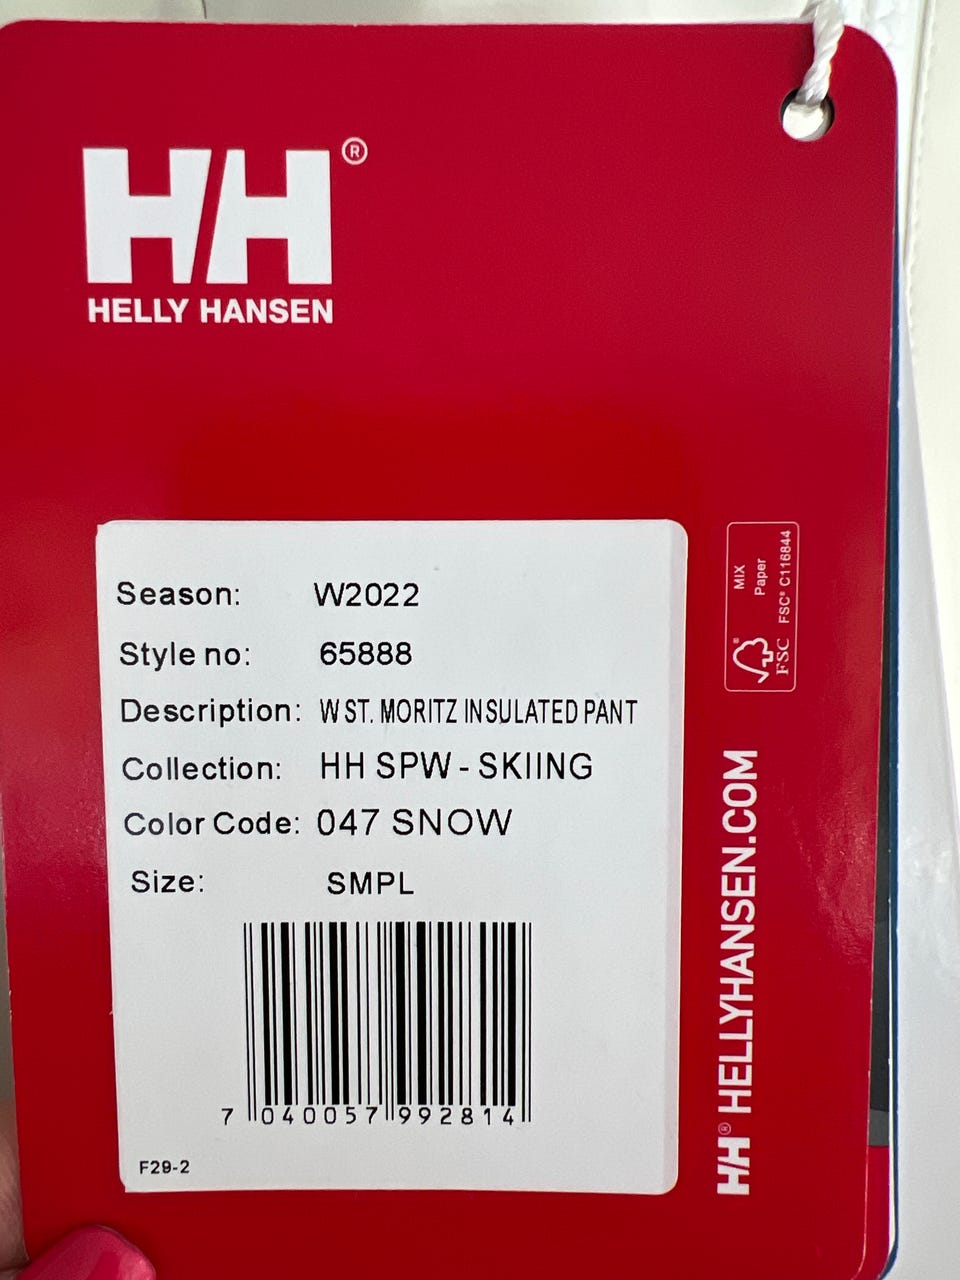 HH®
HELLY HANSEN
Season: W2022
Style no: 65888
Description: W ST. MORITZ INSULATED PANT
Collection: HH SPW - SKIING
Color Code: 047 SNOW
Size: SMPL
7 040057 992814
F29-2
MIX
Paper
FSC® C116844
FSC
HH® HELLYHANSEN.COM